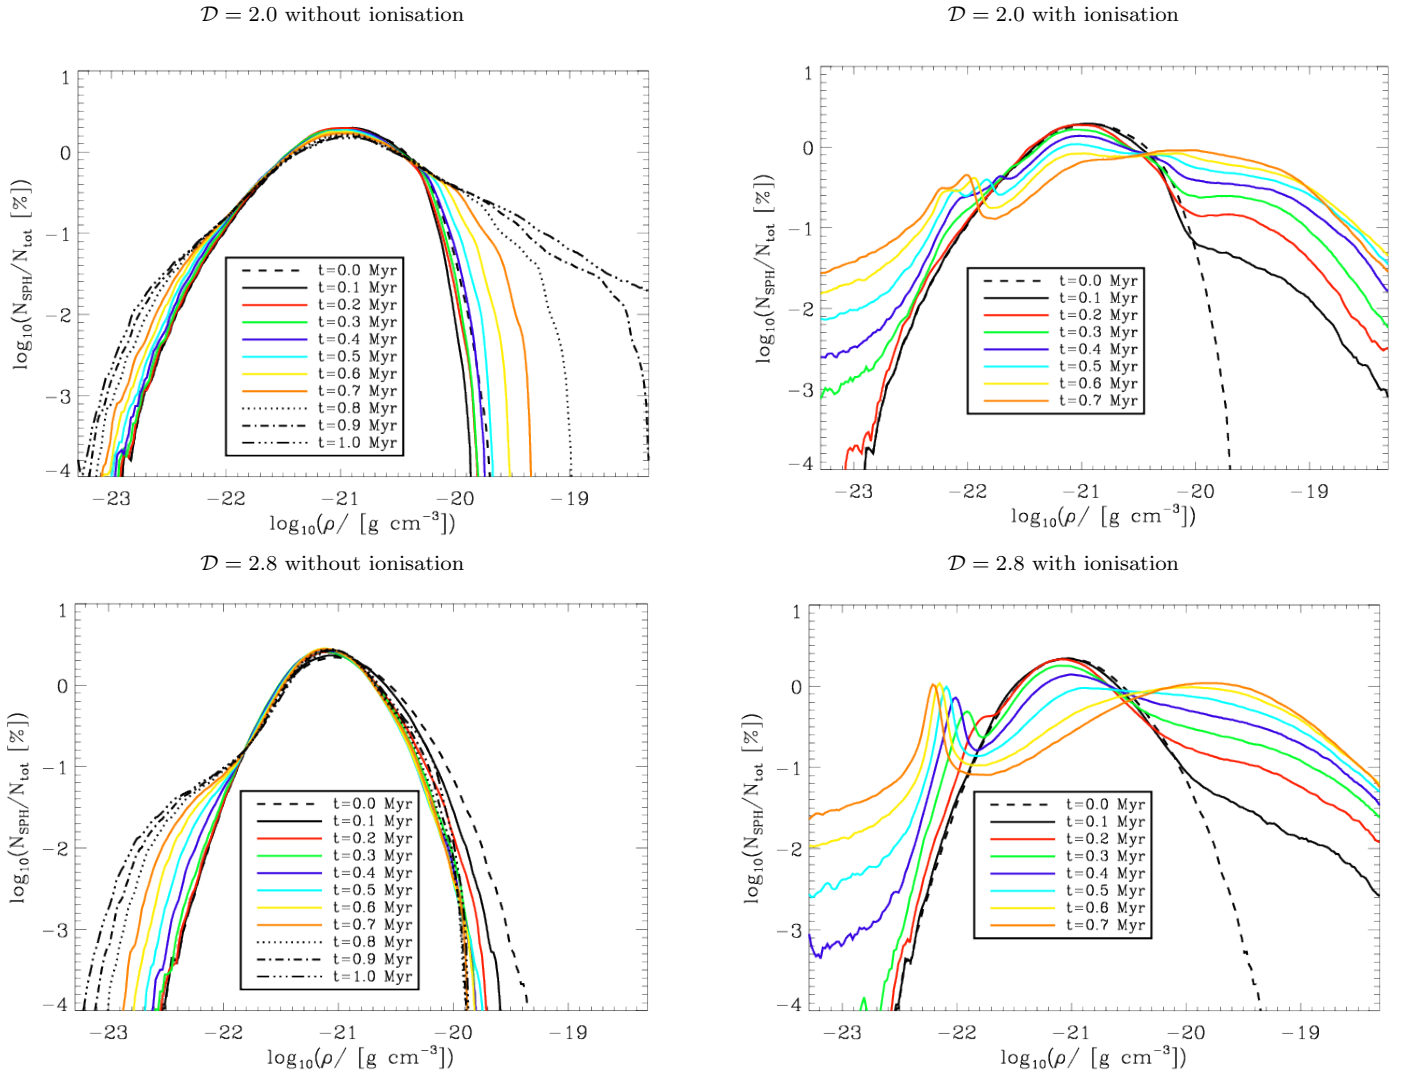 𝒟 = 2.0 without ionisation
1
0
−1
−2
−3
−4
log₁₀(N_SPH/N_tot [%])
t=0.0 Myr
t=0.1 Myr
t=0.2 Myr
t=0.3 Myr
t=0.4 Myr
t=0.5 Myr
t=0.6 Myr
t=0.7 Myr
t=0.8 Myr
t=0.9 Myr
t=1.0 Myr
−23 −22 −21 −20 −19
log₁₀(ρ/ [g cm⁻³])
𝒟 = 2.0 with ionisation
1
0
−1
−2
−3
−4
log₁₀(N_SPH/N_tot [%])
t=0.0 Myr
t=0.1 Myr
t=0.2 Myr
t=0.3 Myr
t=0.4 Myr
t=0.5 Myr
t=0.6 Myr
t=0.7 Myr
−23 −22 −21 −20 −19
log₁₀(ρ/ [g cm⁻³])
𝒟 = 2.8 without ionisation
1
0
−1
−2
−3
−4
log₁₀(N_SPH/N_tot [%])
t=0.0 Myr
t=0.1 Myr
t=0.2 Myr
t=0.3 Myr
t=0.4 Myr
t=0.5 Myr
t=0.6 Myr
t=0.7 Myr
t=0.8 Myr
t=0.9 Myr
t=1.0 Myr
−23 −22 −21 −20 −19
log₁₀(ρ/ [g cm⁻³])
𝒟 = 2.8 with ionisation
1
0
−1
−2
−3
−4
log₁₀(N_SPH/N_tot [%])
t=0.0 Myr
t=0.1 Myr
t=0.2 Myr
t=0.3 Myr
t=0.4 Myr
t=0.5 Myr
t=0.6 Myr
t=0.7 Myr
−23 −22 −21 −20 −19
log₁₀(ρ/ [g cm⁻³])